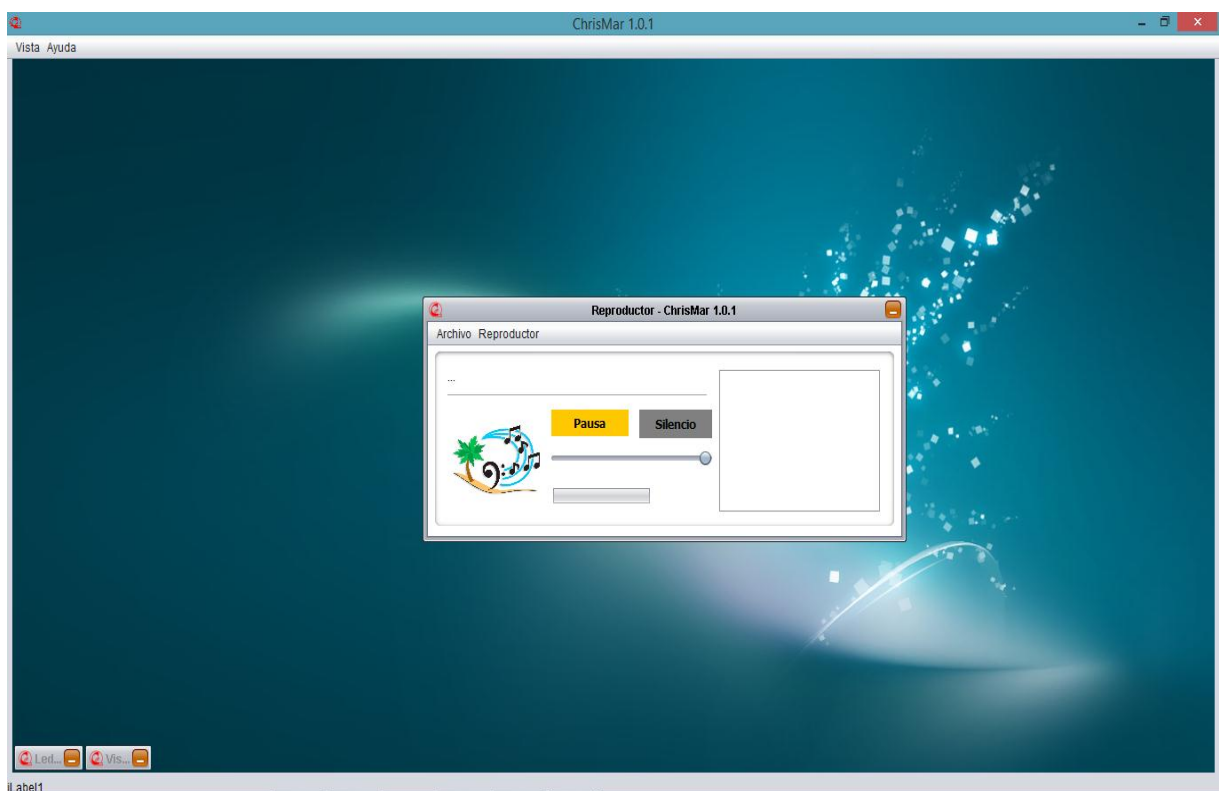 ChrisMar 1.0.1
Vista Ayuda
Reproductor - ChrisMar 1.0.1
Archivo Reproductor
...
Pausa Silencio
Led... Vis...
jLabel1